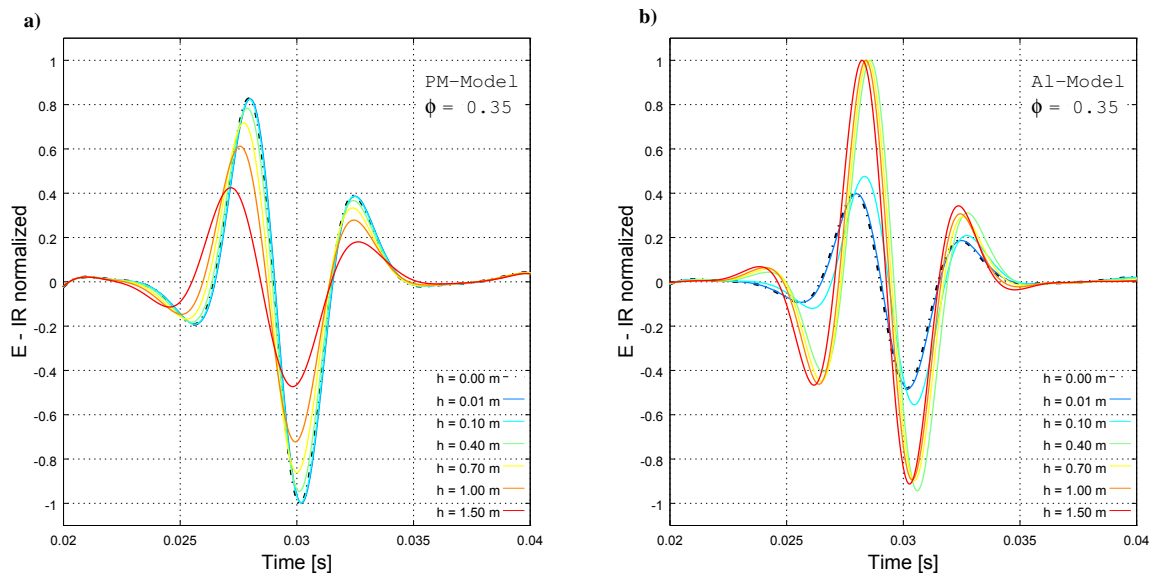 a)
PM-Model
ϕ = 0.35
1
0.8
0.6
0.4
0.2
0
-0.2
-0.4
-0.6
-0.8
-1
E - IR normalized
h = 0.00 m
h = 0.01 m
h = 0.10 m
h = 0.40 m
h = 0.70 m
h = 1.00 m
h = 1.50 m
0.02 0.025 0.03 0.035 0.04
Time [s]
b)
Al-Model
ϕ = 0.35
1
0.8
0.6
0.4
0.2
0
-0.2
-0.4
-0.6
-0.8
-1
E - IR normalized
h = 0.00 m
h = 0.01 m
h = 0.10 m
h = 0.40 m
h = 0.70 m
h = 1.00 m
h = 1.50 m
0.02 0.025 0.03 0.035 0.04
Time [s]